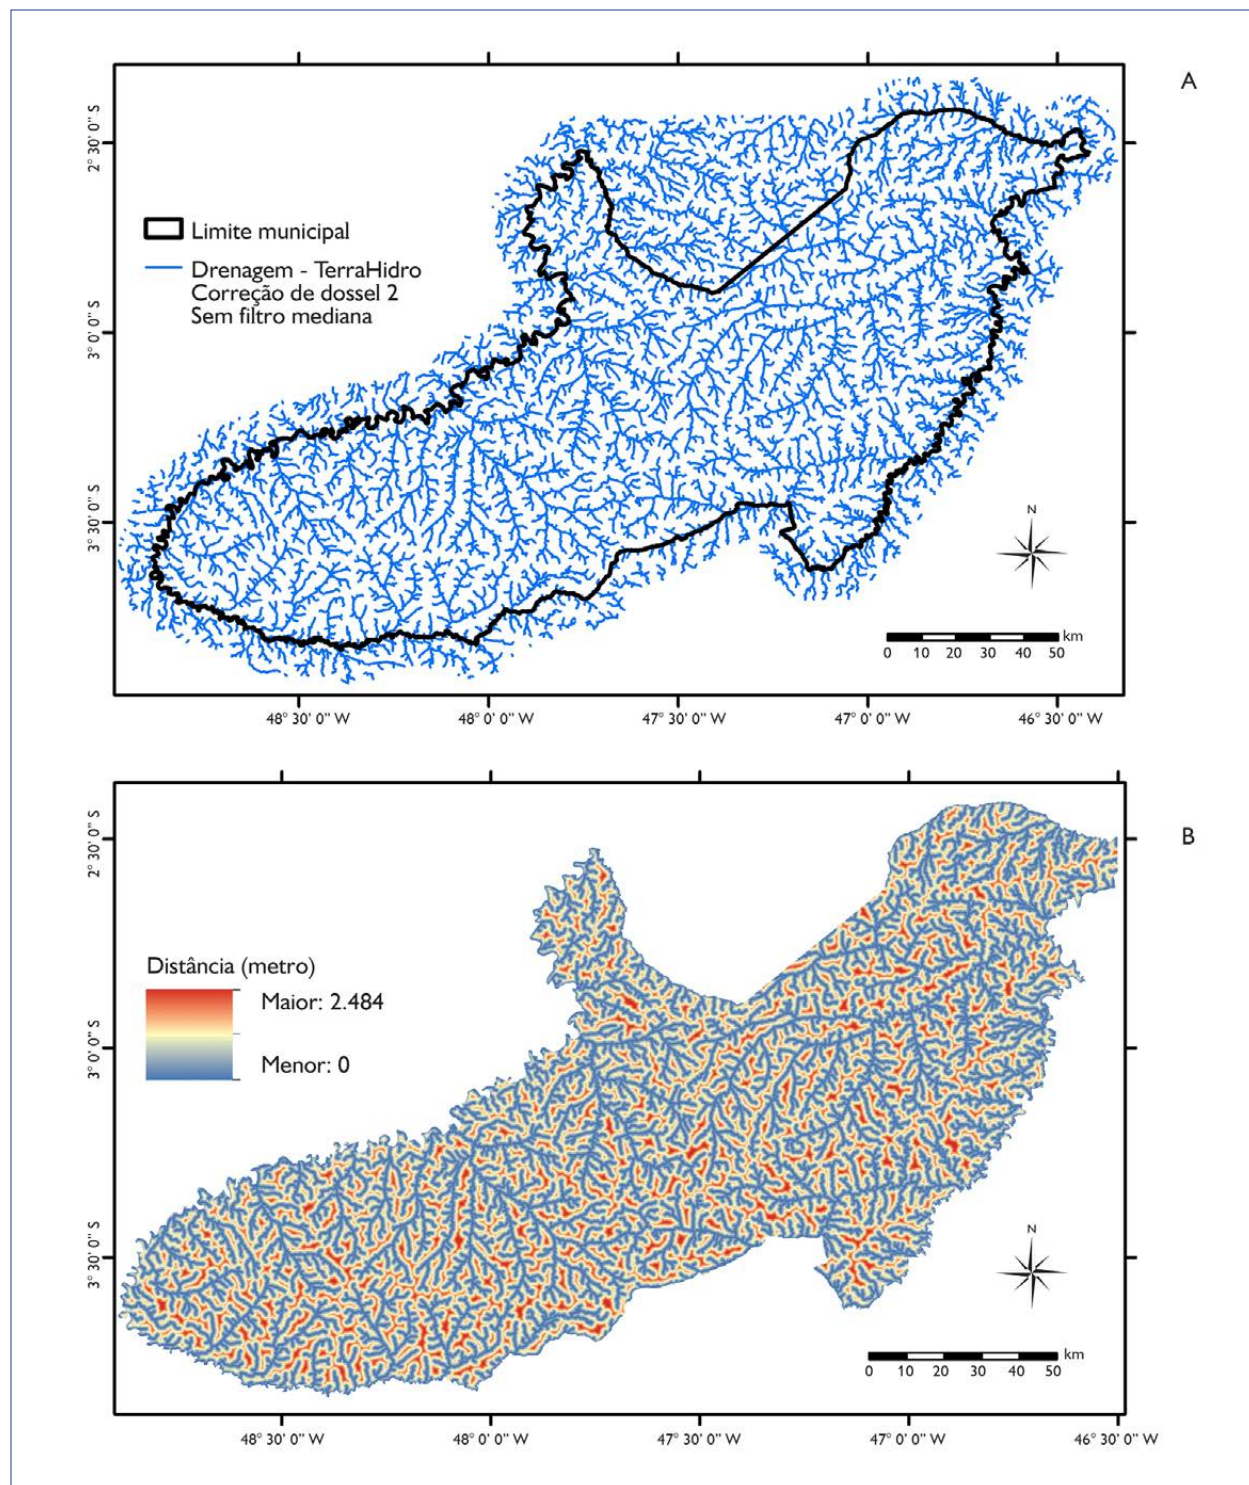 A
2° 30' 0'' S
3° 0' 0'' S
3° 30' 0'' S
Limite municipal
Drenagem - TerraHidro
Correção de dossel 2
Sem filtro mediana
N
km
0 10 20 30 40 50
48° 30' 0'' W 48° 0' 0'' W 47° 30' 0'' W 47° 0' 0'' W 46° 30' 0'' W
B
2° 30' 0'' S
3° 0' 0'' S
3° 30' 0'' S
Distância (metro)
Maior: 2.484
Menor: 0
N
km
0 10 20 30 40 50
48° 30' 0'' W 48° 0' 0'' W 47° 30' 0'' W 47° 0' 0'' W 46° 30' 0'' W